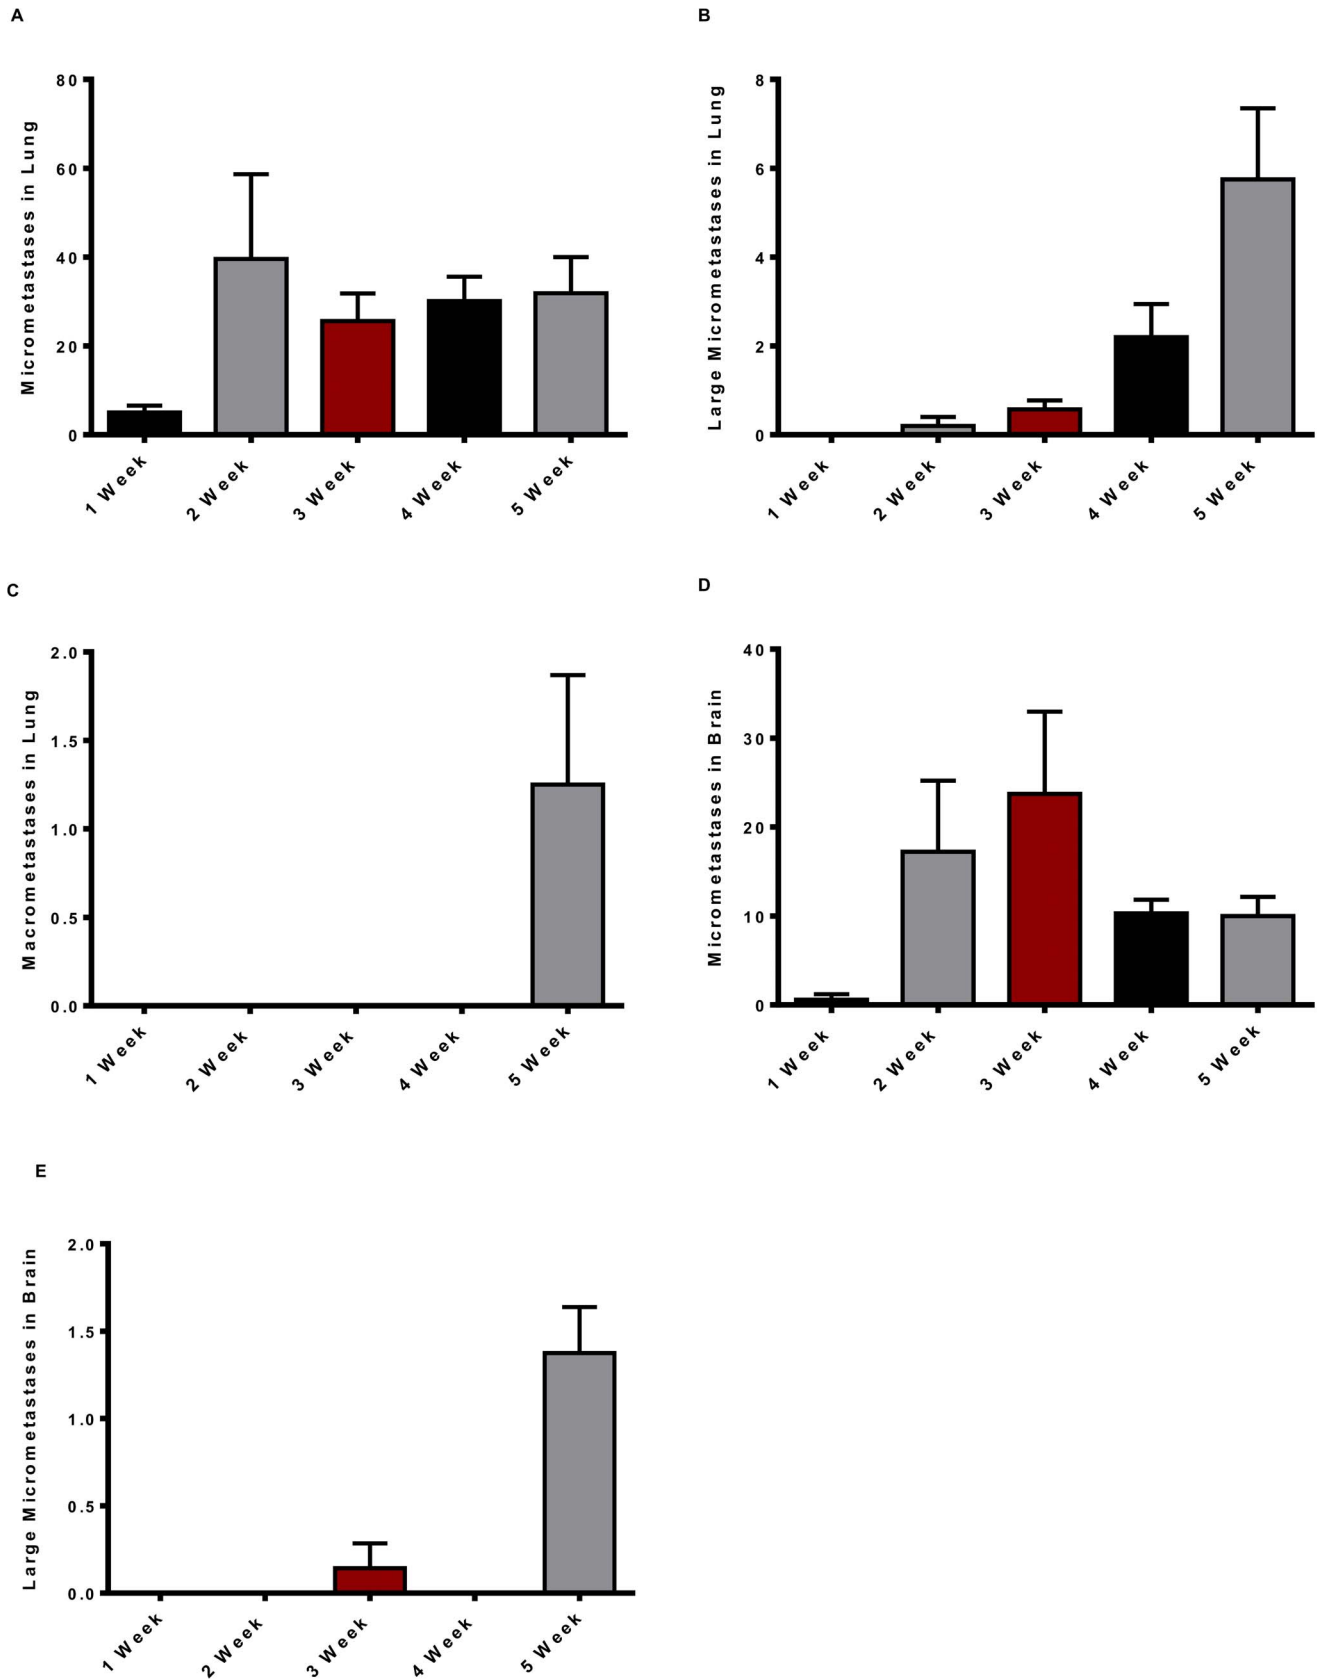 A
Micrometastases in Lung
80
60
40
20
0
1 Week
2 Week
3 Week
4 Week
5 Week
B
Large Micrometastases in Lung
8
6
4
2
0
1 Week
2 Week
3 Week
4 Week
5 Week
C
Macrometastases in Lung
2.0
1.5
1.0
0.5
0.0
1 Week
2 Week
3 Week
4 Week
5 Week
D
Micrometastases in Brain
40
30
20
10
0
1 Week
2 Week
3 Week
4 Week
5 Week
E
Large Micrometastases in Brain
2.0
1.5
1.0
0.5
0.0
1 Week
2 Week
3 Week
4 Week
5 Week